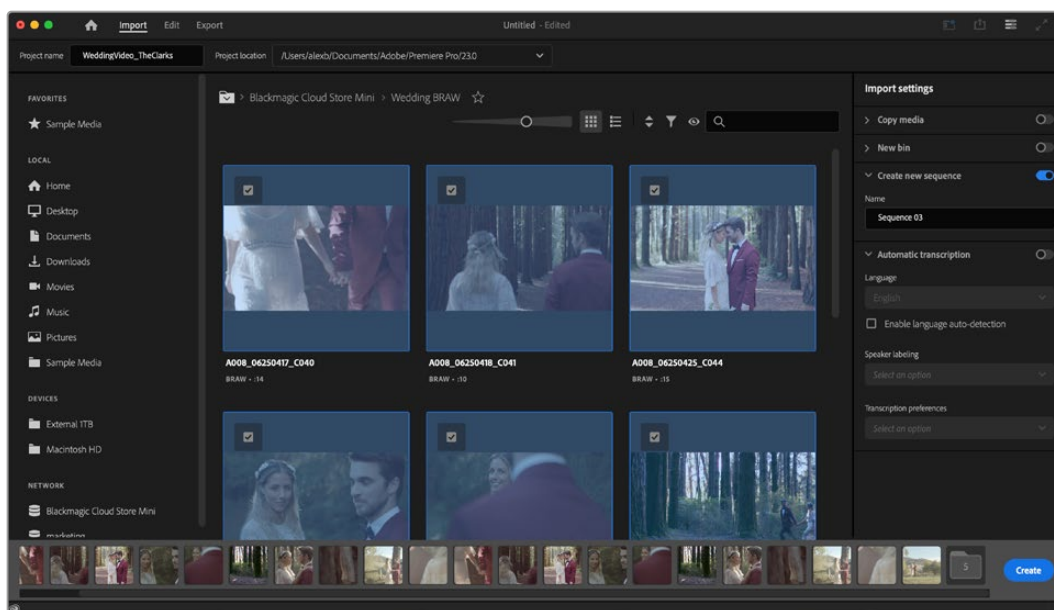 Import Edit Export Untitled - Edited
Project name WeddingVideo_TheClarks Project location /Users/alexb/Documents/Adobe/Premiere Pro/23.0
FAVORITES
Sample Media
LOCAL
Home
Desktop
Documents
Downloads
Movies
Music
Pictures
Sample Media
DEVICES
External 1TB
Macintosh HD
NETWORK
Blackmagic Cloud Store Mini
marketing
> Blackmagic Cloud Store Mini > Wedding BRAW
A008_06250417_C040
BRAW - :14
A008_06250418_C041
BRAW - :10
A008_06250425_C044
BRAW - :15
Import settings
Copy media
New bin
Create new sequence
Name
Sequence 03
Automatic transcription
Language
English
Enable language auto-detection
Speaker labeling
Select an option
Transcription preferences
Select an option
5
Create